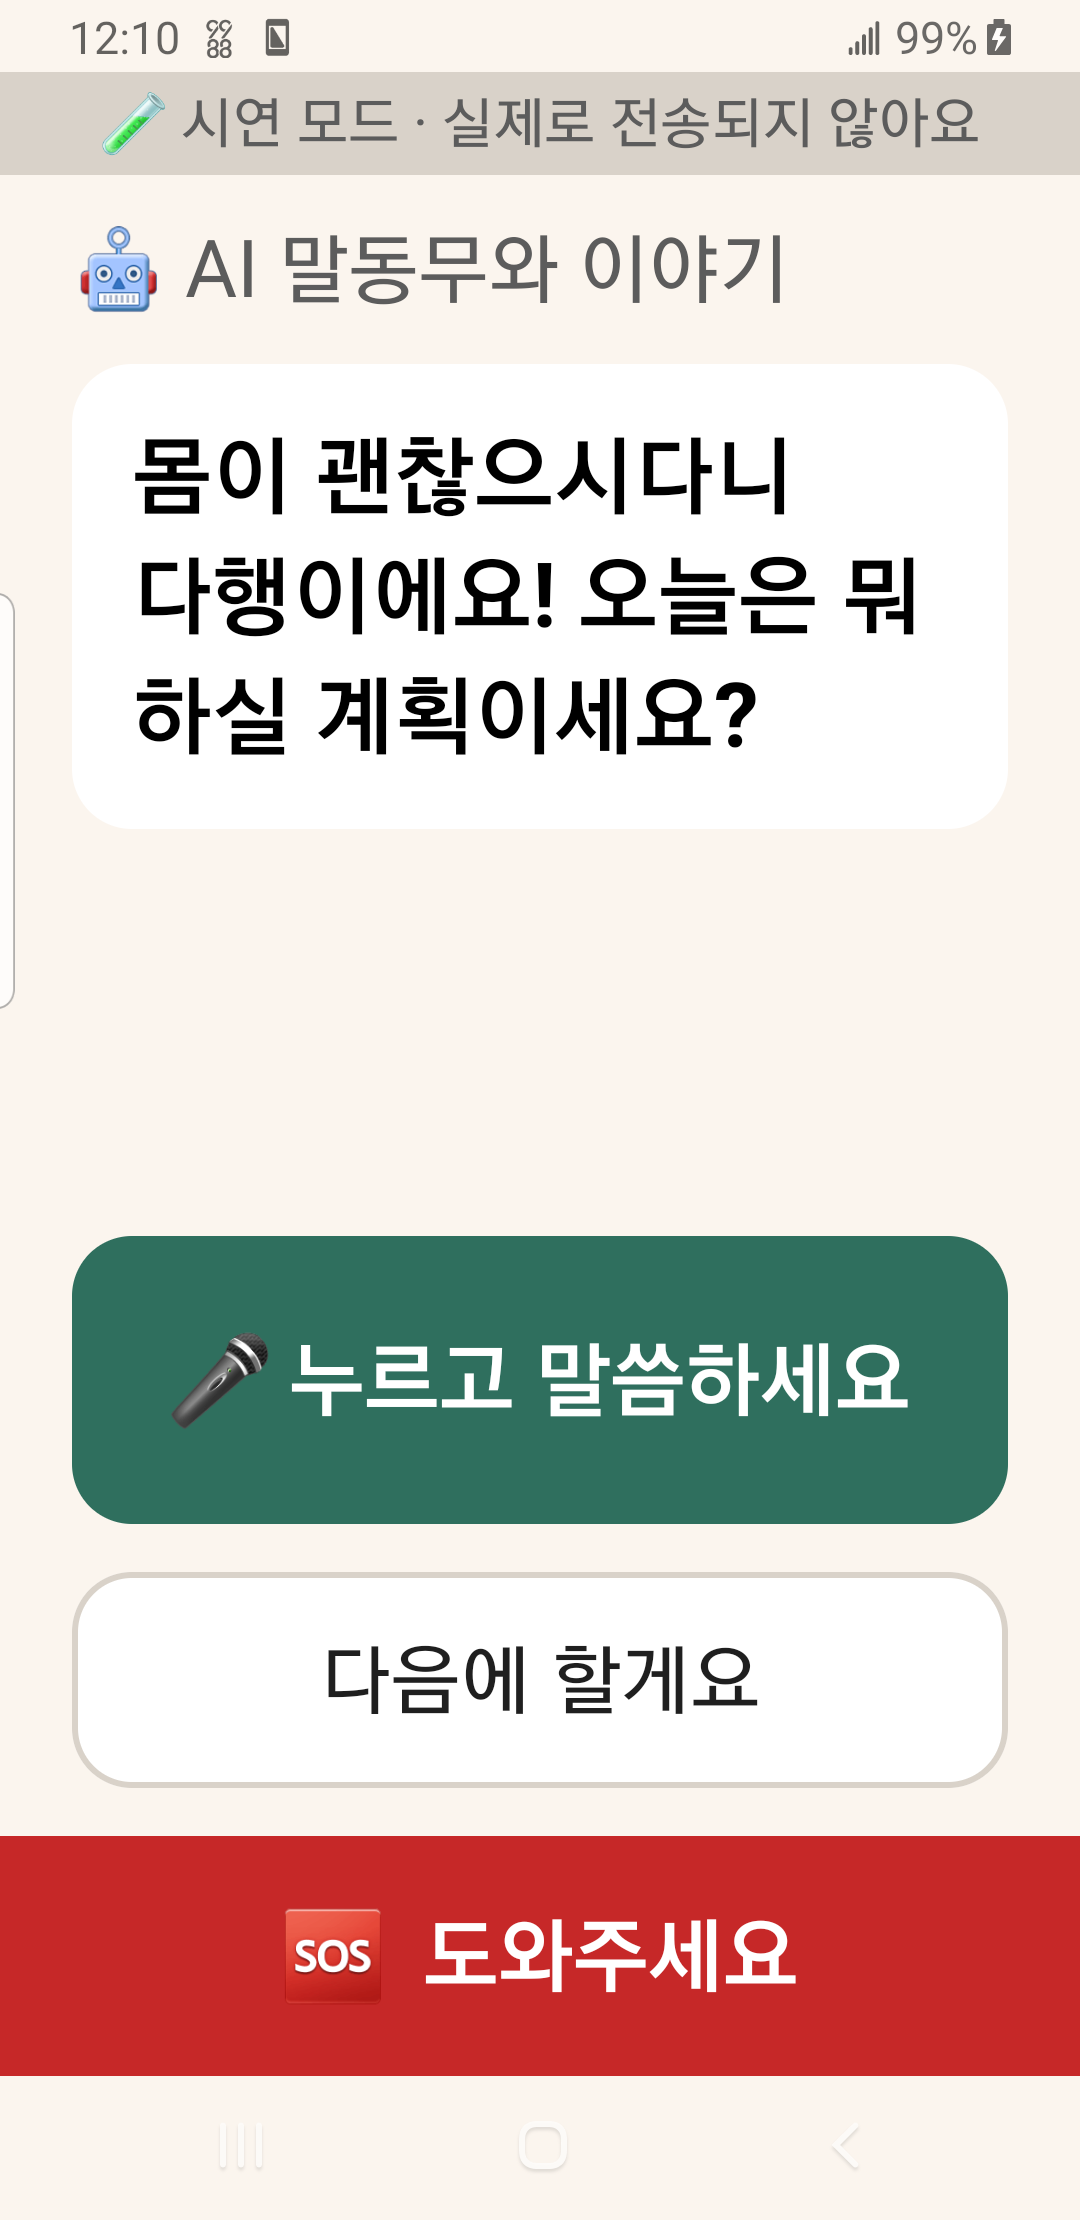 12:10 99 88 99%
시연 모드 · 실제로 전송되지 않아요
AI 말동무와 이야기
몸이 괜찮으시다니
다행이에요! 오늘은 뭐
하실 계획이세요?
누르고 말씀하세요
다음에 할게요
SOS 도와주세요